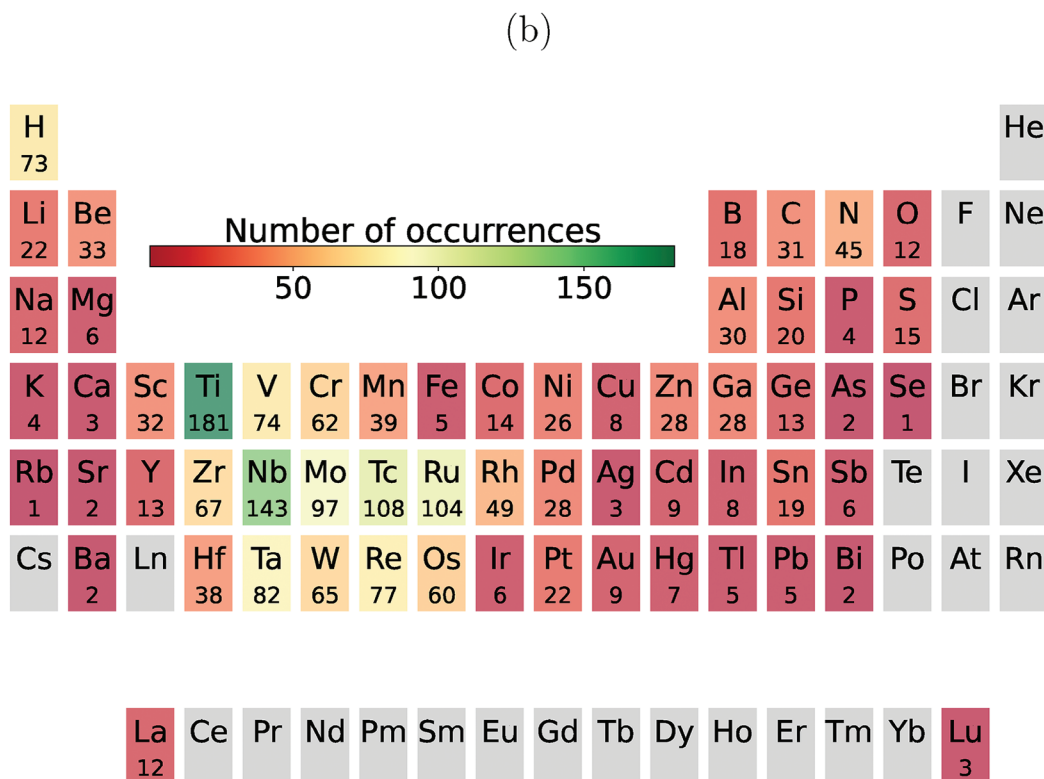 (b)
H He
73
Li Be B C N O F Ne
22 33 18 31 45 12
Number of occurrences
50 100 150
Na Mg Al Si P S Cl Ar
12 6 30 20 4 15
K Ca Sc Ti V Cr Mn Fe Co Ni Cu Zn Ga Ge As Se Br Kr
4 3 32 181 74 62 39 5 14 26 8 28 28 13 2 1
Rb Sr Y Zr Nb Mo Tc Ru Rh Pd Ag Cd In Sn Sb Te I Xe
1 2 13 67 143 97 108 104 49 28 3 9 8 19 6
Cs Ba Ln Hf Ta W Re Os Ir Pt Au Hg Tl Pb Bi Po At Rn
2 38 82 65 77 60 6 22 9 7 5 5 2
La Ce Pr Nd Pm Sm Eu Gd Tb Dy Ho Er Tm Yb Lu
12 3